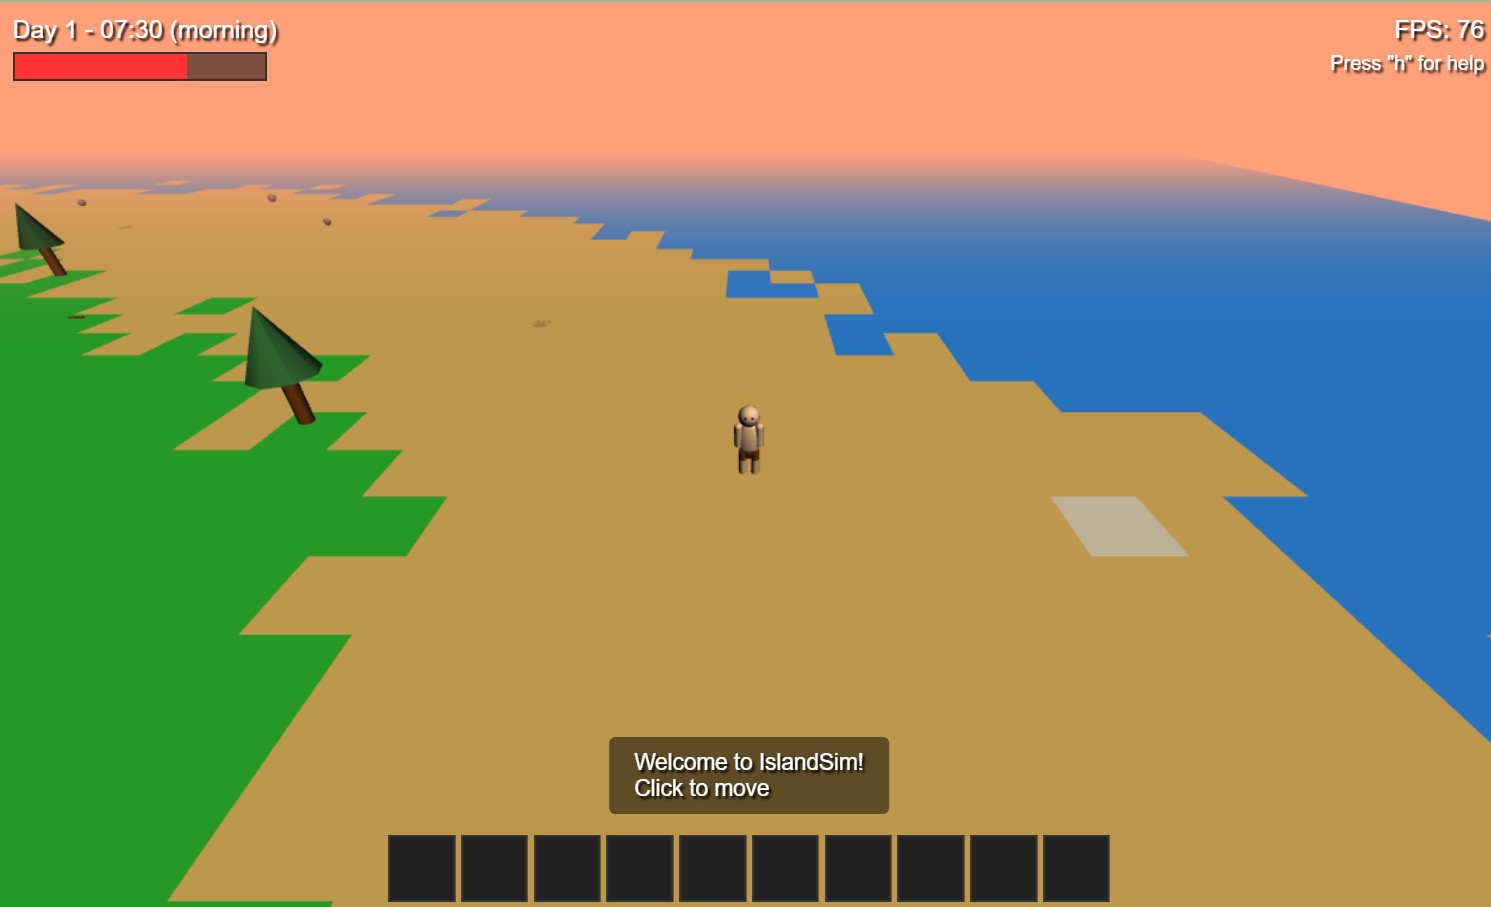 Day 1 - 07:30 (morning)
FPS: 76
Press "h" for help
Welcome to IslandSim!
Click to move